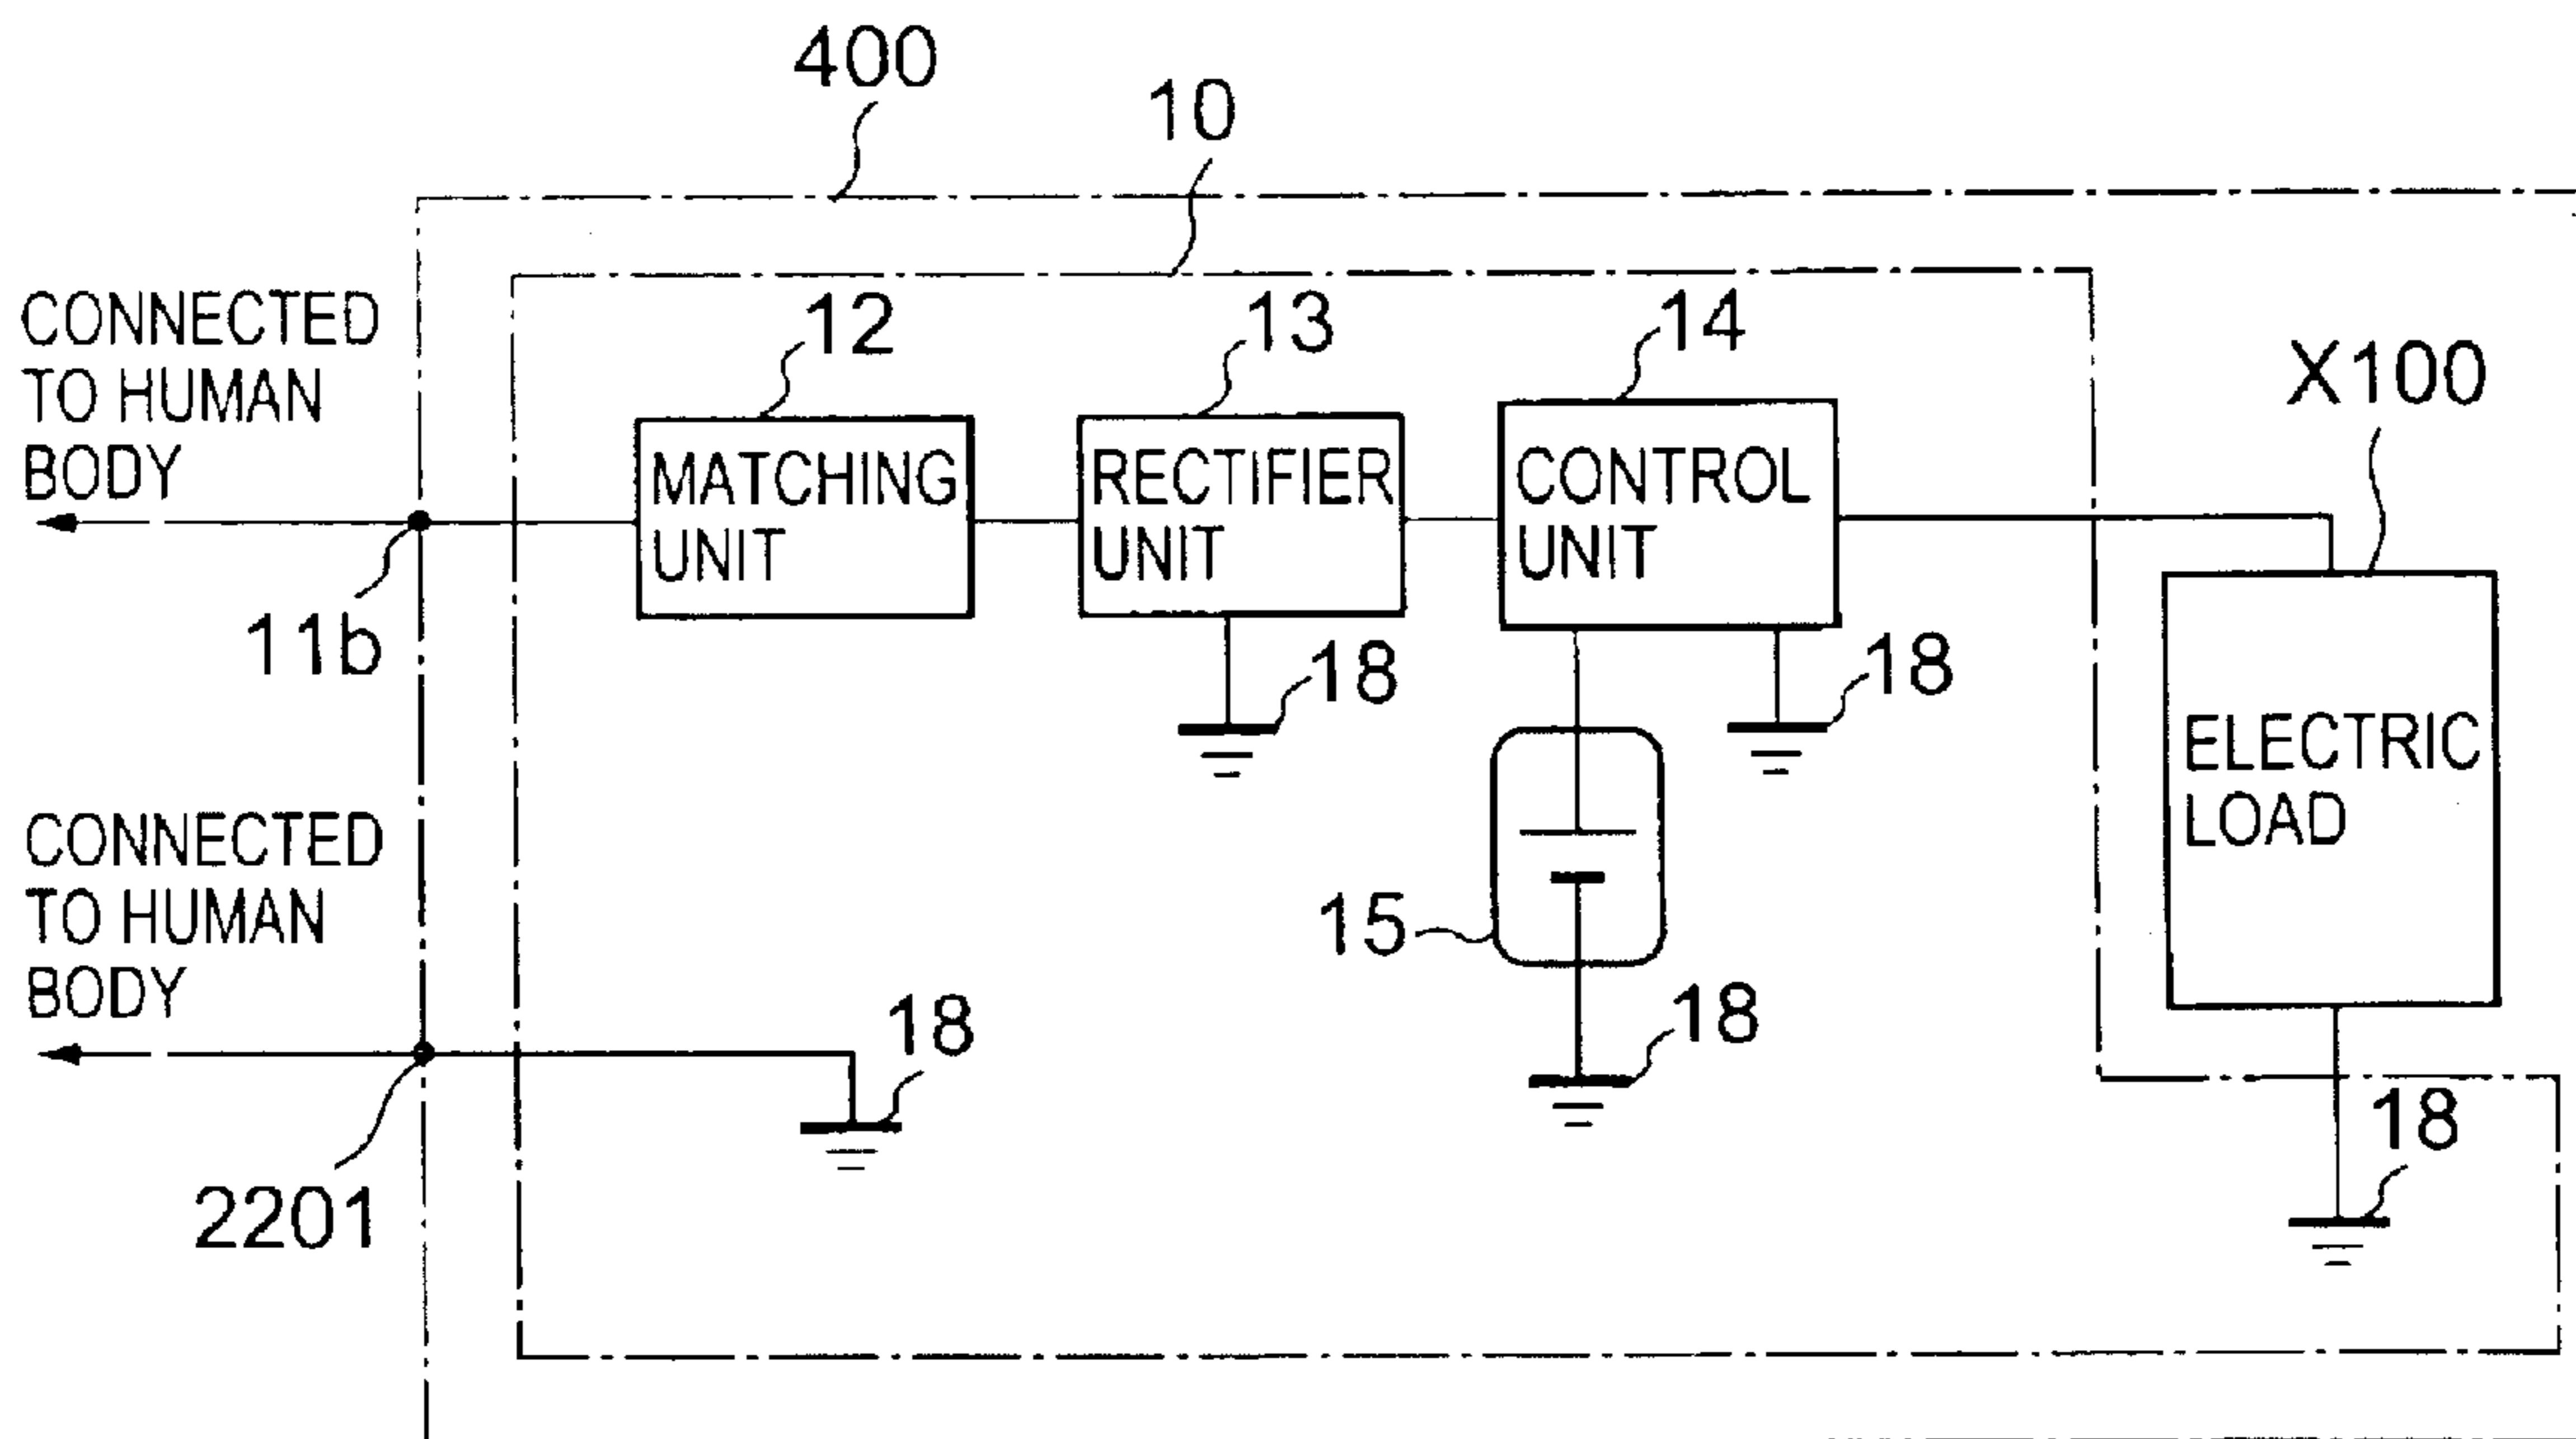 400
10
CONNECTED
TO HUMAN
BODY
12
13
14
X100
MATCHING
UNIT
RECTIFIER
UNIT
CONTROL
UNIT
11b
18
18
ELECTRIC
LOAD
CONNECTED
TO HUMAN
BODY
15
18
18
18
2201